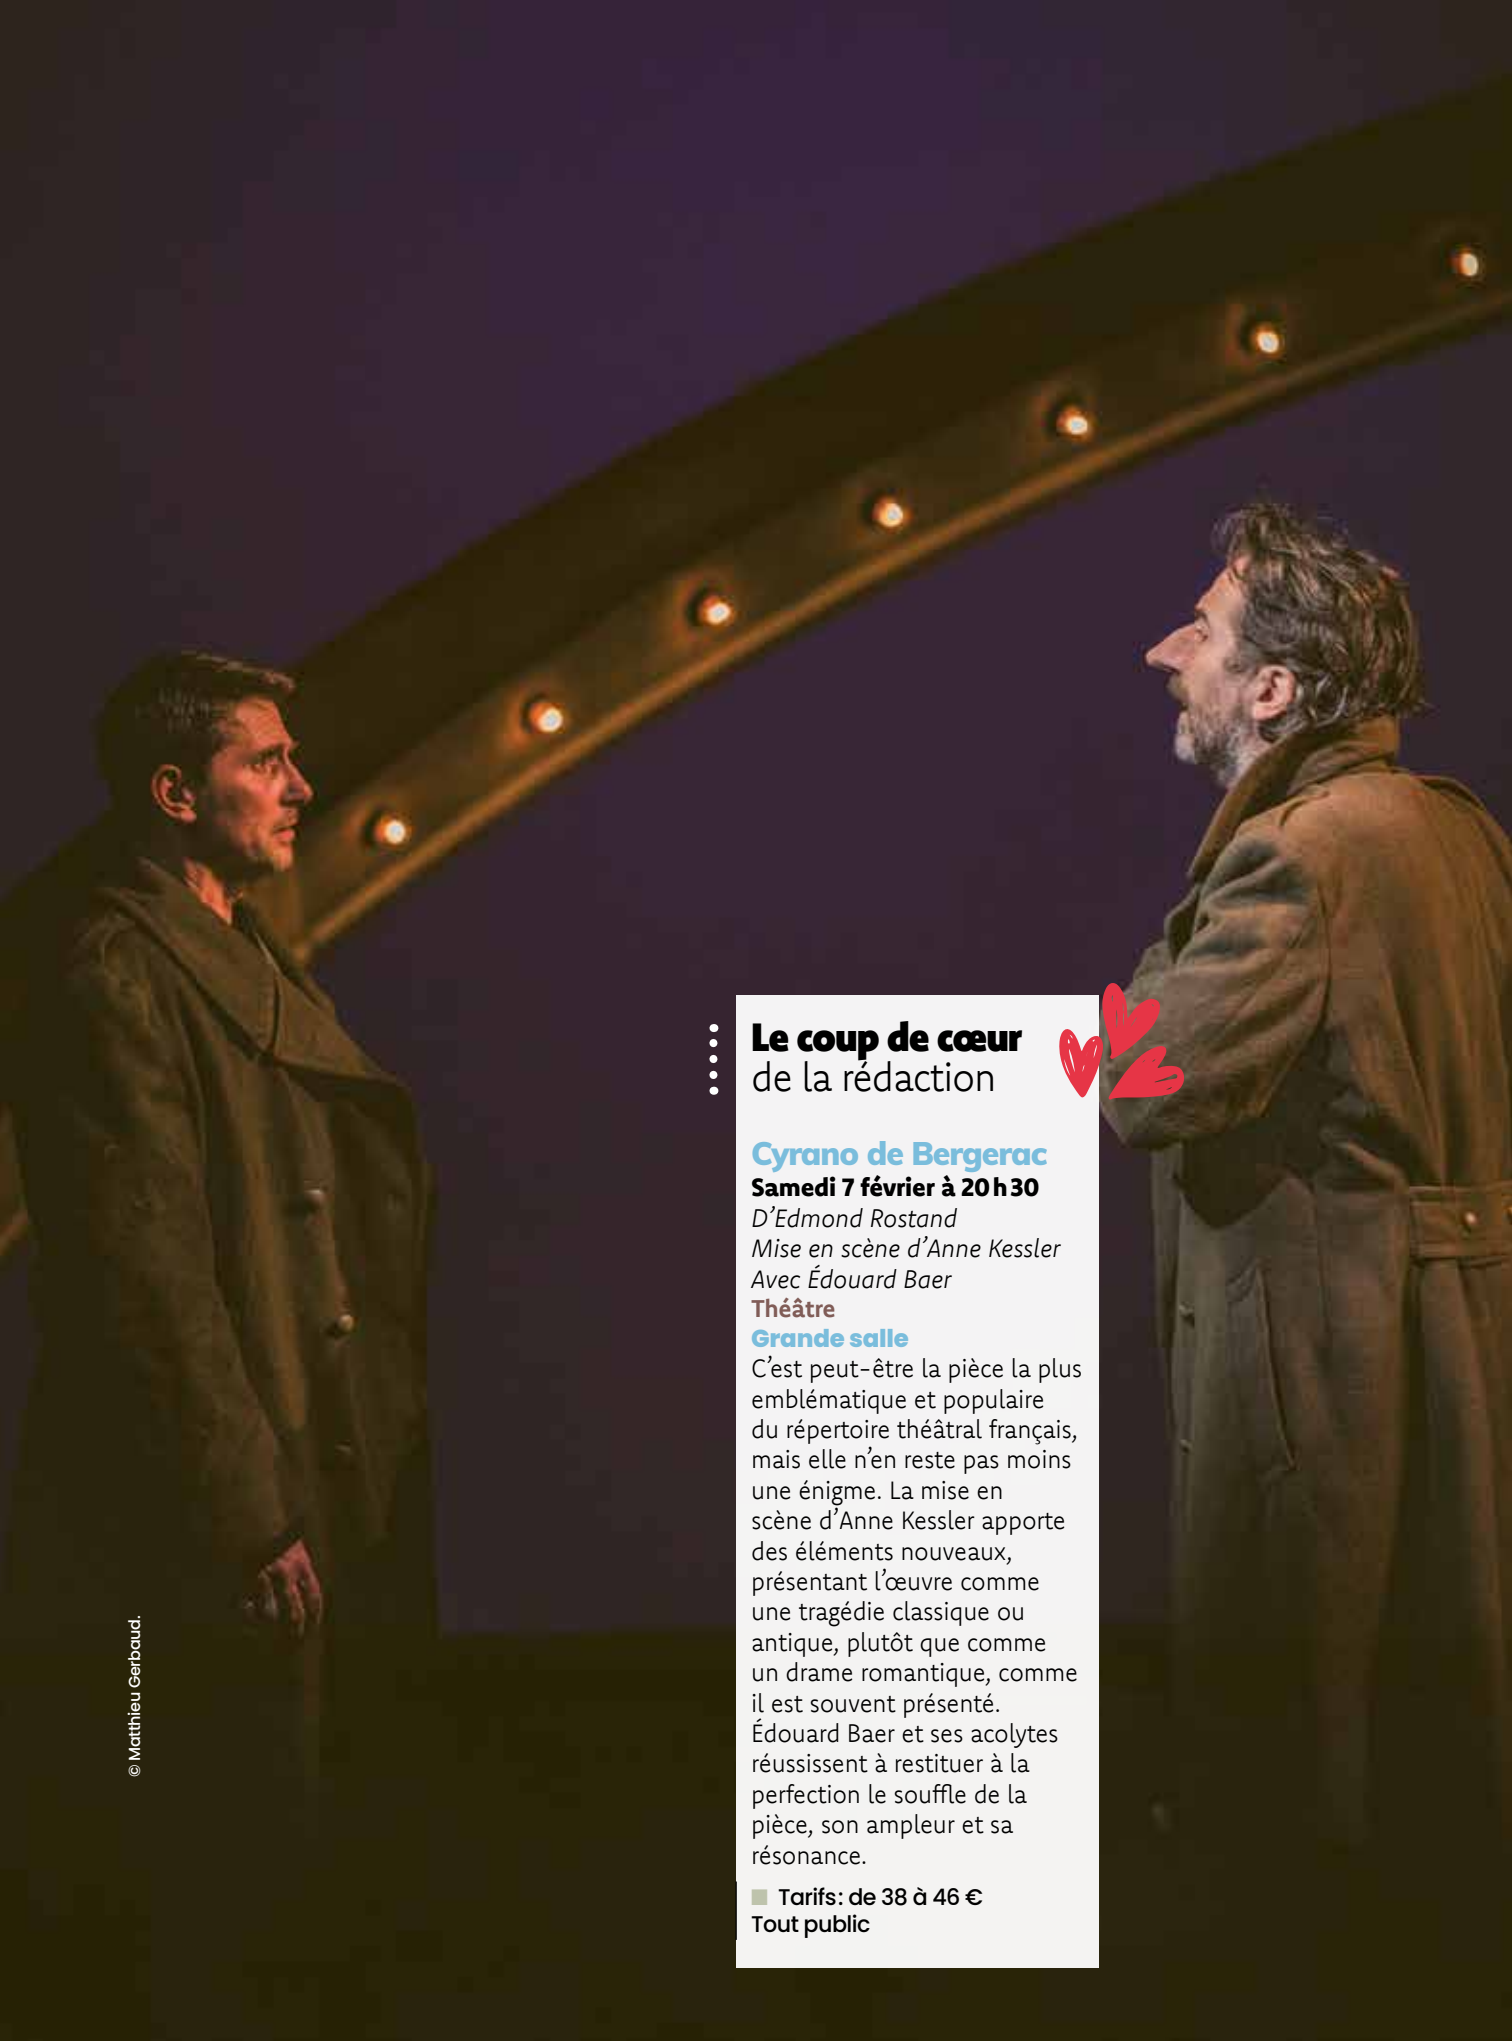 Le coup de cœur
de la rédaction
Cyrano de Bergerac
Samedi 7 février à 20 h 30
D’Edmond Rostand
Mise en scène d’Anne Kessler
Avec Édouard Baer
Théâtre
Grande salle
C’est peut-être la pièce la plus
emblématique et populaire
du répertoire théâtral français,
mais elle n’en reste pas moins
une énigme. La mise en
scène d’Anne Kessler apporte
des éléments nouveaux,
présentant l’œuvre comme
une tragédie classique ou
antique, plutôt que comme
un drame romantique, comme
il est souvent présenté.
Édouard Baer et ses acolytes
réussissent à restituer à la
perfection le souffle de la
pièce, son ampleur et sa
résonance.
Tarifs : de 38 à 46 €
Tout public
© Matthieu Gerbaud.